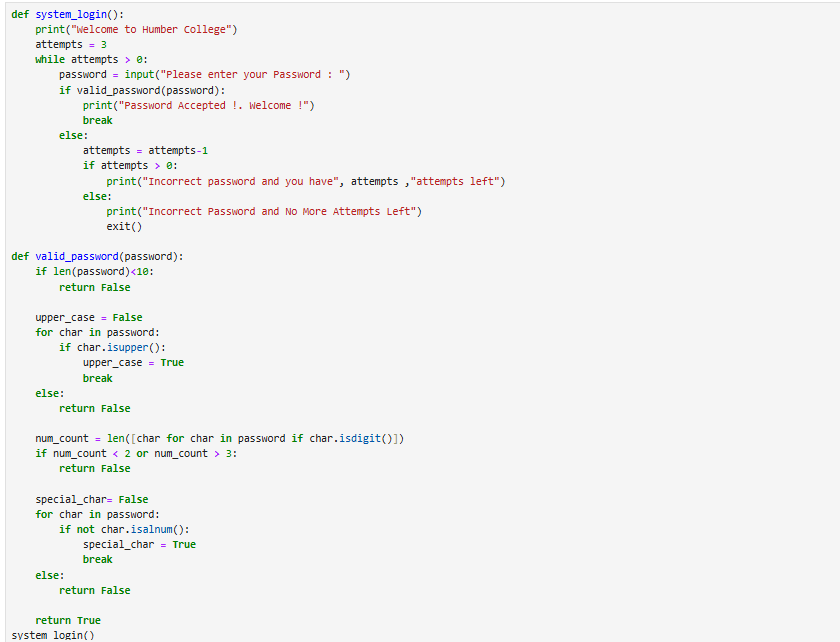 def system_login():
    print("Welcome to Humber College")
    attempts = 3
    while attempts > 0:
        password = input("Please enter your Password : ")
        if valid_password(password):
            print("Password Accepted !. Welcome !")
            break
        else:
            attempts = attempts-1
            if attempts > 0:
                print("Incorrect password and you have", attempts ,"attempts left")
            else:
                print("Incorrect Password and No More Attempts Left")
                exit()

def valid_password(password):
    if len(password)<10:
        return False

    upper_case = False
    for char in password:
        if char.isupper():
            upper_case = True
            break
    else:
        return False

    num_count = len([char for char in password if char.isdigit()])
    if num_count < 2 or num_count > 3:
        return False

    special_char= False
    for char in password:
        if not char.isalnum():
            special_char = True
            break
    else:
        return False

    return True
system_login()